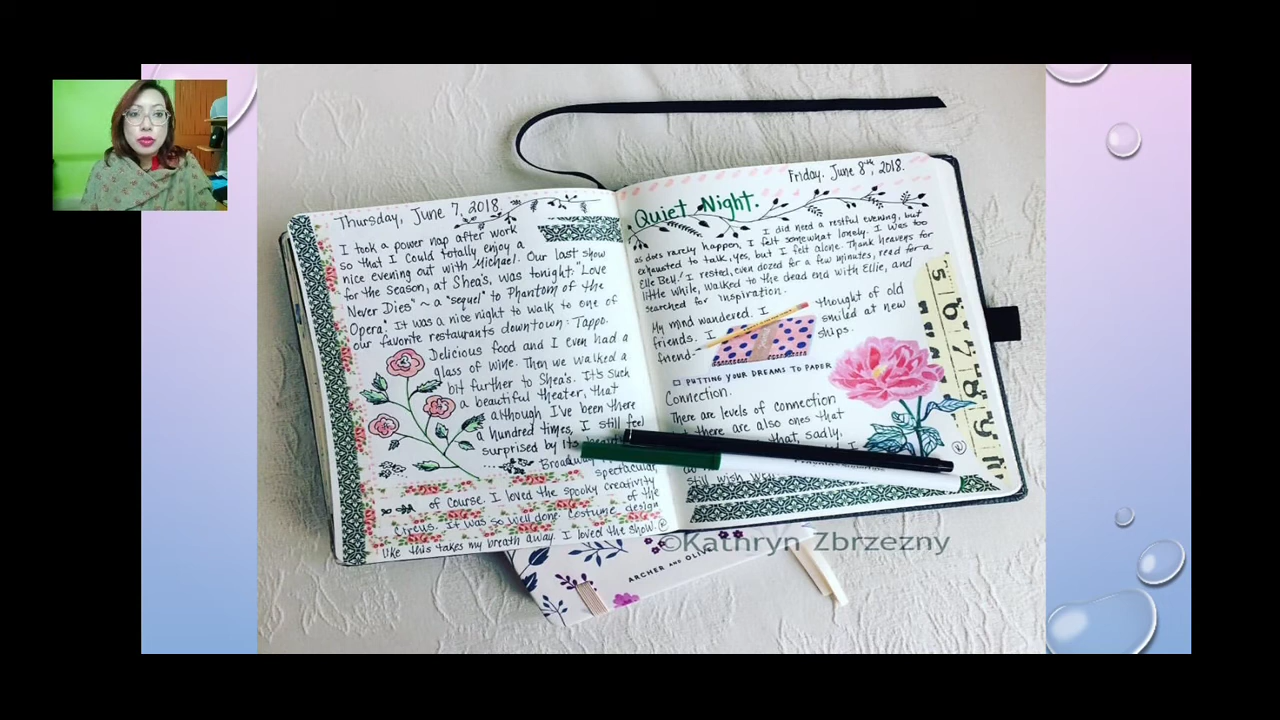 Thursday, June 7, 2018.
I took a power nap after work
so that I could totally enjoy a
nice evening out with Michael. Our last show
for the season, at Shea's, was tonight: "Love
Never Dies" ~ a "sequel" to Phantom of the
Opera! It was a nice night to walk to one of
our favorite restaurants downtown: Tappo.
Delicious food and I even had a
glass of wine. Then we walked a
bit further to Shea's. It's such
a beautiful theater, that
although I've been there
a hundred times, I still feel
surprised by its
Broadway
spectacular,
of course. I loved the spooky creativity
of the
Circus. It was so well done. Costume design
like this takes my breath away. I loved the show.
Friday, June 8th, 2018.
Quiet Night.
I did need a restful evening, but
as does rarely happen, I felt somewhat lonely. I was too
exhausted to talk, yes, but I felt alone. Thank heavens for
Elle Bell! I rested, even dozed for a few minutes, read for a
little while, walked to the dead end with Ellie, and
searched for inspiration.
My mind wandered. I thought of old
friends. I smiled at new
friend- ships.
PUTTING YOUR DREAMS TO PAPER
Connection.
There are levels of connection
there are also ones that
that, sadly,
I
still wish
5 6 7 8 9
©Kathryn Zbrzezny
ARCHER AND OLIVE